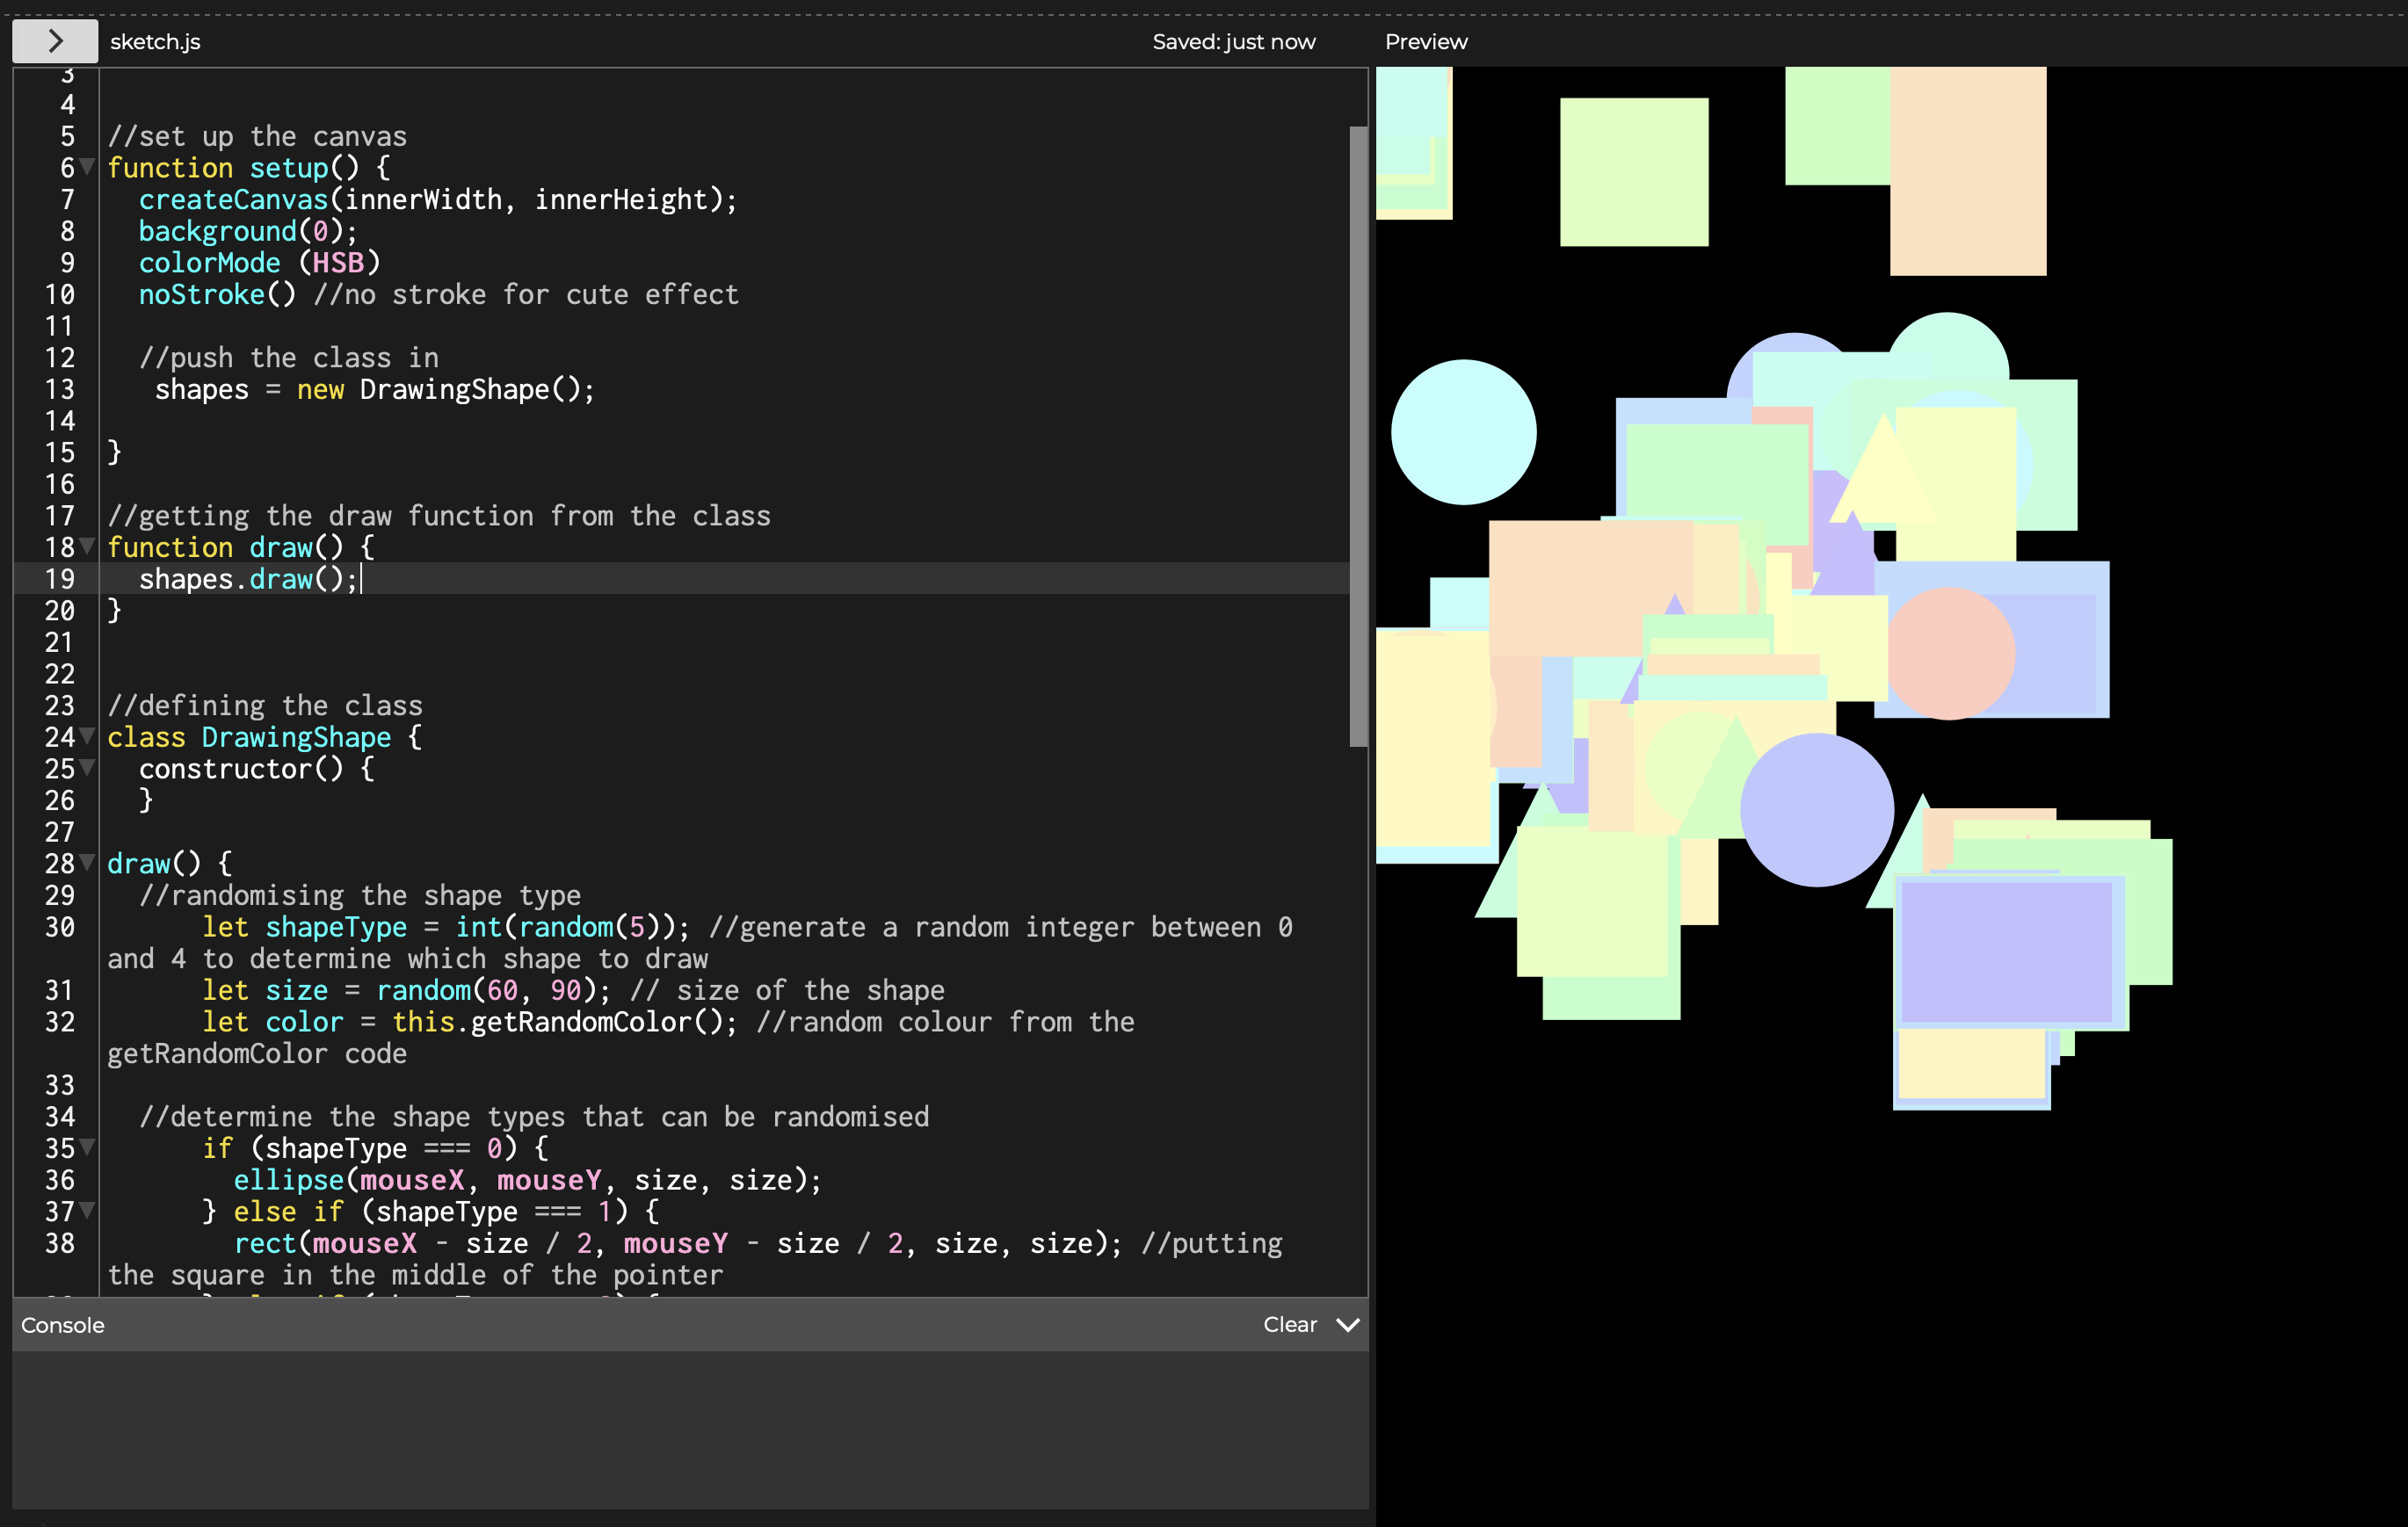 sketch.js
Saved: just now
Preview
3
4
5 //set up the canvas
6 function setup() {
7 createCanvas(innerWidth, innerHeight);
8 background(0);
9 colorMode (HSB)
10 noStroke() //no stroke for cute effect
11
12 //push the class in
13 shapes = new DrawingShape();
14
15 }
16
17 //getting the draw function from the class
18 function draw() {
19 shapes.draw();
20 }
21
22
23 //defining the class
24 class DrawingShape {
25 constructor() {
26 }
27
28 draw() {
29 //randomising the shape type
30 let shapeType = int(random(5)); //generate a random integer between 0
and 4 to determine which shape to draw
31 let size = random(60, 90); // size of the shape
32 let color = this.getRandomColor(); //random colour from the
getRandomColor code
33
34 //determine the shape types that can be randomised
35 if (shapeType === 0) {
36 ellipse(mouseX, mouseY, size, size);
37 } else if (shapeType === 1) {
38 rect(mouseX - size / 2, mouseY - size / 2, size, size); //putting
the square in the middle of the pointer
Console
Clear